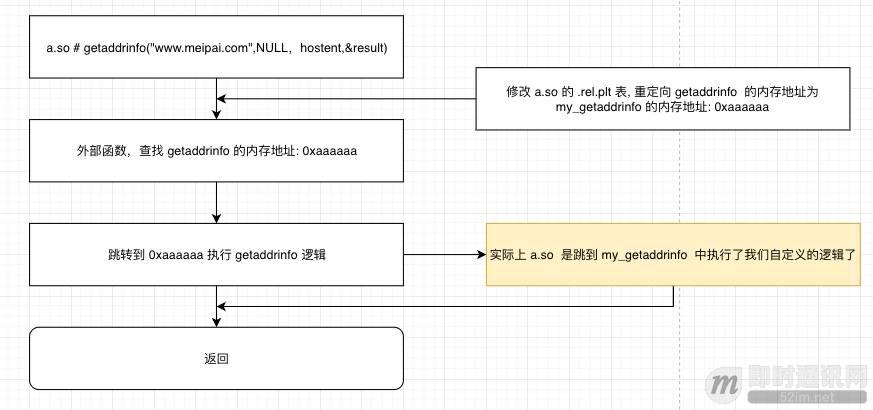 a.so # getaddrinfo("www.meipai.com",NULL，hostent,&result)
修改 a.so 的 .rel.plt 表, 重定向 getaddrinfo 的内存地址为
my_getaddrinfo 的内存地址: 0xaaaaaa
外部函数，查找 getaddrinfo 的内存地址: 0xaaaaaa
跳转到 0xaaaaaa 执行 getaddrinfo 逻辑
实际上 a.so 是跳到 my_getaddrinfo 中执行了我们自定义的逻辑了
返回
m 即时通讯网
52im.net